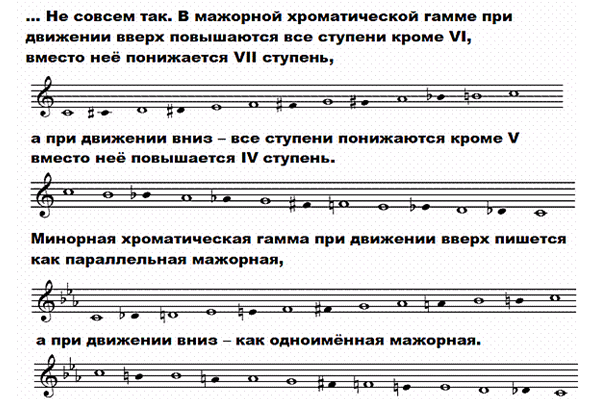 ... Не совсем так. В мажорной хроматической гамме при
движении вверх повышаются все ступени кроме VI,
вместо неё понижается VII ступень,
а при движении вниз – все ступени понижаются кроме V
вместо неё повышается IV ступень.
Минорная хроматическая гамма при движении вверх пишется
как параллельная мажорная,
а при движении вниз – как одноимённая мажорная.